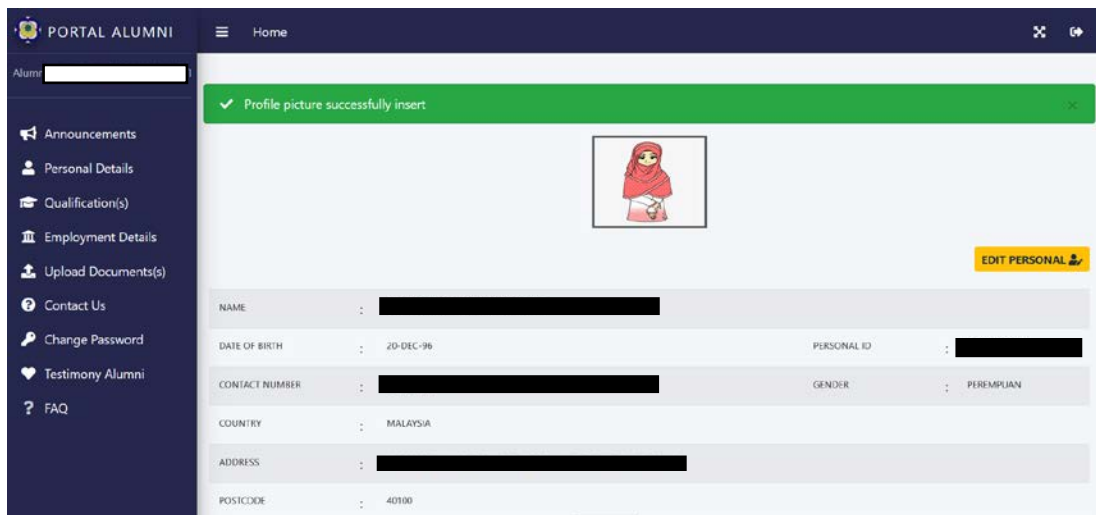 PORTAL ALUMNI
Home
Alumn
Profile picture successfully insert
Announcements
Personal Details
Qualification(s)
Employment Details
Upload Documents(s)
Contact Us
Change Password
Testimony Alumni
FAQ
EDIT PERSONAL
NAME :
DATE OF BIRTH : 20-DEC-96 PERSONAL ID :
CONTACT NUMBER : GENDER : PEREMPUAN
COUNTRY : MALAYSIA
ADDRESS :
POSTCODE : 40100